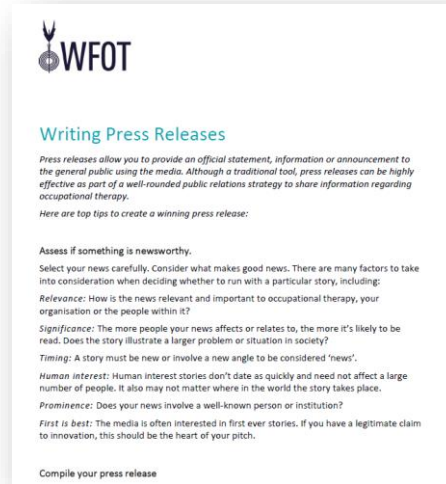 WFOT
Writing Press Releases
Press releases allow you to provide an official statement, information or announcement to
the general public using the media. Although a traditional tool, press releases can be highly
effective as part of a well-rounded public relations strategy to share information regarding
occupational therapy.
Here are top tips to create a winning press release:
Assess if something is newsworthy.
Select your news carefully. Consider what makes good news. There are many factors to take
into consideration when deciding whether to run with a particular story, including:
Relevance: How is the news relevant and important to occupational therapy, your
organisation or the people within it?
Significance: The more people your news affects or relates to, the more it's likely to be
read. Does the story illustrate a larger problem or situation in society?
Timing: A story must be new or involve a new angle to be considered 'news'.
Human interest: Human interest stories don't date as quickly and need not affect a large
number of people. It also may not matter where in the world the story takes place.
Prominence: Does your news involve a well-known person or institution?
First is best: The media is often interested in first ever stories. If you have a legitimate claim
to innovation, this should be the heart of your pitch.
Compile your press release